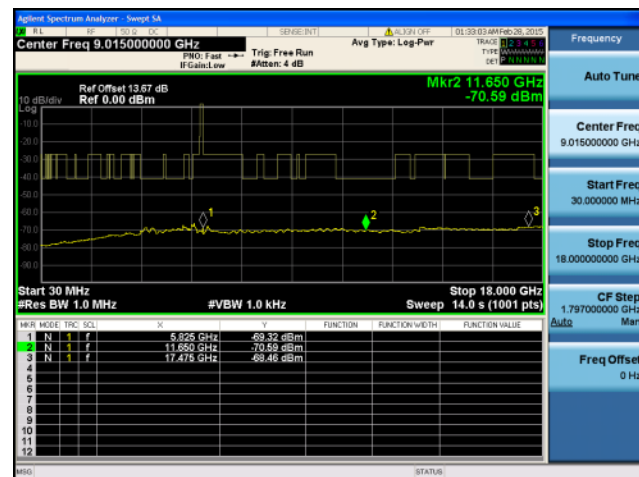 Agilent Spectrum Analyzer - Swept SA
RL RF 50 Ω DC SENSE:INT ALIGN OFF 01:33:03 AM Feb 28, 2015
Center Freq 9.015000000 GHz Avg Type: Log-Pwr TRACE 1 2 3 4 5 6
PNO: Fast Trig: Free Run TYPE
IFGain:Low #Atten: 4 dB DET P N N N N N
Mkr2 11.650 GHz
-70.59 dBm
Ref Offset 13.67 dB
10 dB/div Ref 0.00 dBm
Log
-10.0
-20.0
-30.0
-40.0
-50.0
-60.0
-70.0
-80.0
-90.0
1
2
3
Start 30 MHz Stop 18.000 GHz
#Res BW 1.0 MHz #VBW 1.0 kHz Sweep 14.0 s (1001 pts)
MKR MODE TRC SCL X Y FUNCTION FUNCTION WIDTH FUNCTION VALUE
1 N 1 f 5.825 GHz -69.32 dBm
2 N 1 f 11.650 GHz -70.59 dBm
3 N 1 f 17.475 GHz -68.46 dBm
4
5
6
7
8
9
10
11
12
MSG STATUS
Frequency
Auto Tune
Center Freq
9.015000000 GHz
Start Freq
30.000000 MHz
Stop Freq
18.000000000 GHz
CF Step
1.797000000 GHz
Auto Man
Freq Offset
0 Hz